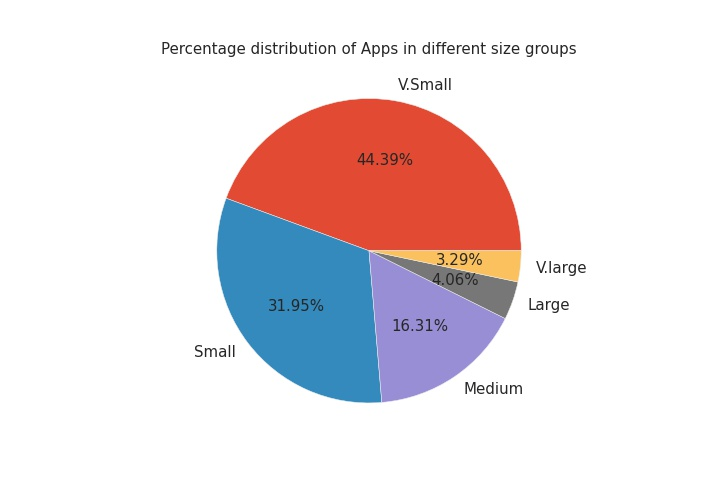 Percentage distribution of Apps in different size groups
V.Small
44.39%
3.29%
V.large
4.06%
Large
31.95%
16.31%
Small
Medium